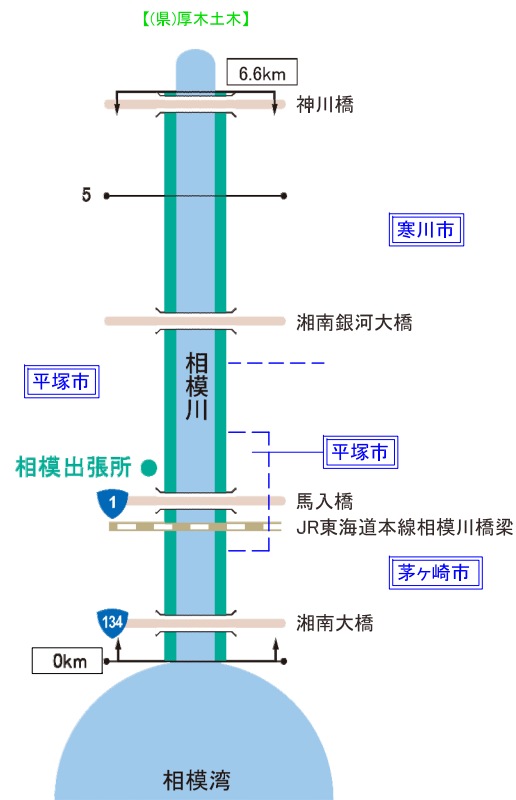 【(県)厚木土木】
6.6km
神川橋
5
寒川市
湘南銀河大橋
相模川
平塚市
平塚市
相模出張所
1
馬入橋
JR東海道本線相模川橋梁
茅ヶ崎市
134
湘南大橋
0km
相模湾